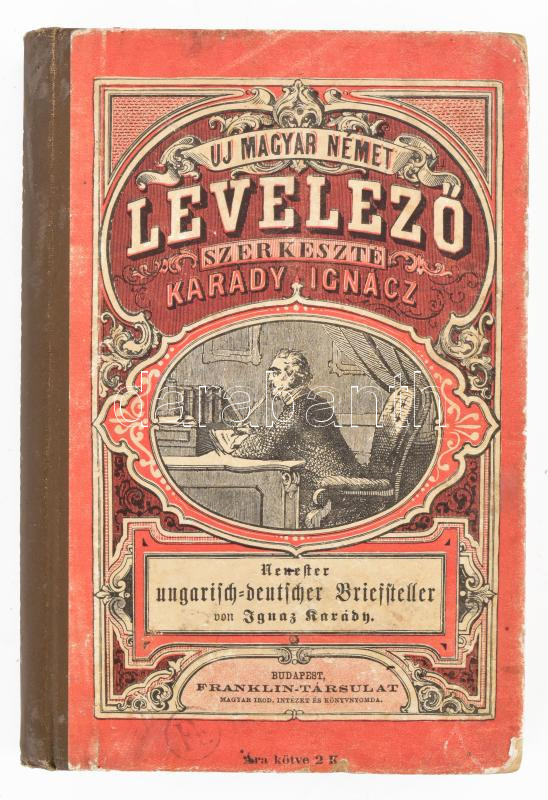 UJ MAGYAR NÉMET
LEVELEZŐ
SZERKESZTÉ
KARÁDY IGNÁCZ
darabanth
Neuester
ungarisch-deutscher Briefsteller
von Ignaz Karády.
BUDAPEST,
FRANKLIN-TÁRSULAT
MAGYAR IROD. INTÉZET ÉS KÖNYVNYOMDA.
Ára kötve 2 K